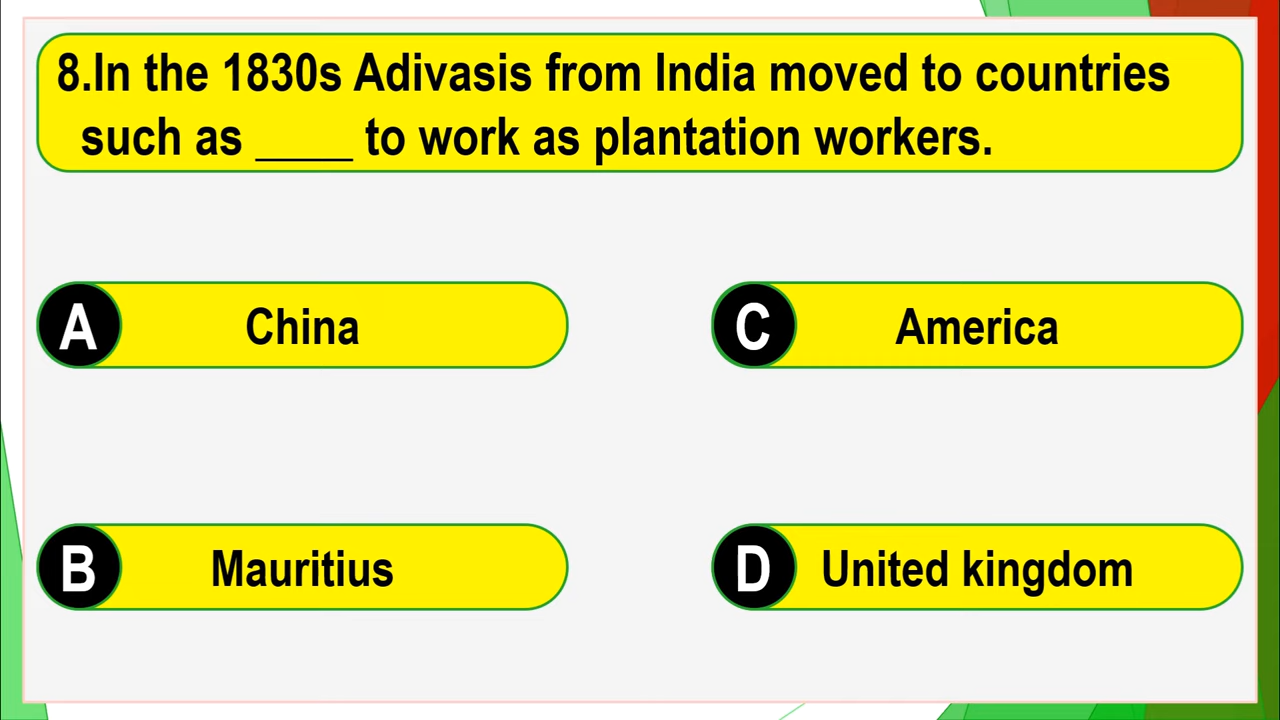 8.In the 1830s Adivasis from India moved to countries
such as ____ to work as plantation workers.
A China
C America
B Mauritius
D United kingdom